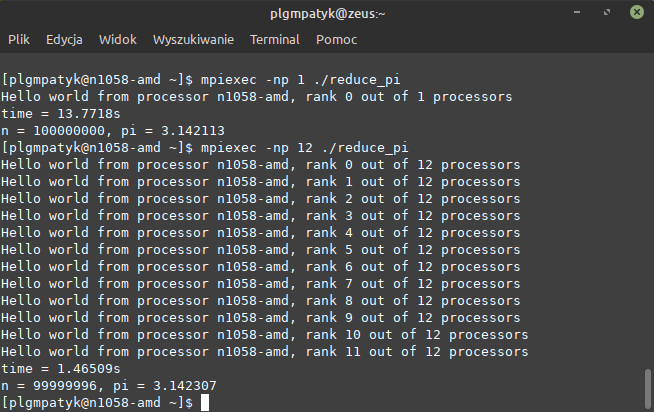 plgmpatyk@zeus:~
Plik Edycja Widok Wyszukiwanie Terminal Pomoc
[plgmpatyk@n1058-amd ~]$ mpiexec -np 1 ./reduce_pi
Hello world from processor n1058-amd, rank 0 out of 1 processors
time = 13.7718s
n = 100000000, pi = 3.142113
[plgmpatyk@n1058-amd ~]$ mpiexec -np 12 ./reduce_pi
Hello world from processor n1058-amd, rank 0 out of 12 processors
Hello world from processor n1058-amd, rank 1 out of 12 processors
Hello world from processor n1058-amd, rank 2 out of 12 processors
Hello world from processor n1058-amd, rank 3 out of 12 processors
Hello world from processor n1058-amd, rank 4 out of 12 processors
Hello world from processor n1058-amd, rank 5 out of 12 processors
Hello world from processor n1058-amd, rank 6 out of 12 processors
Hello world from processor n1058-amd, rank 7 out of 12 processors
Hello world from processor n1058-amd, rank 8 out of 12 processors
Hello world from processor n1058-amd, rank 9 out of 12 processors
Hello world from processor n1058-amd, rank 10 out of 12 processors
Hello world from processor n1058-amd, rank 11 out of 12 processors
time = 1.46509s
n = 99999996, pi = 3.142307
[plgmpatyk@n1058-amd ~]$